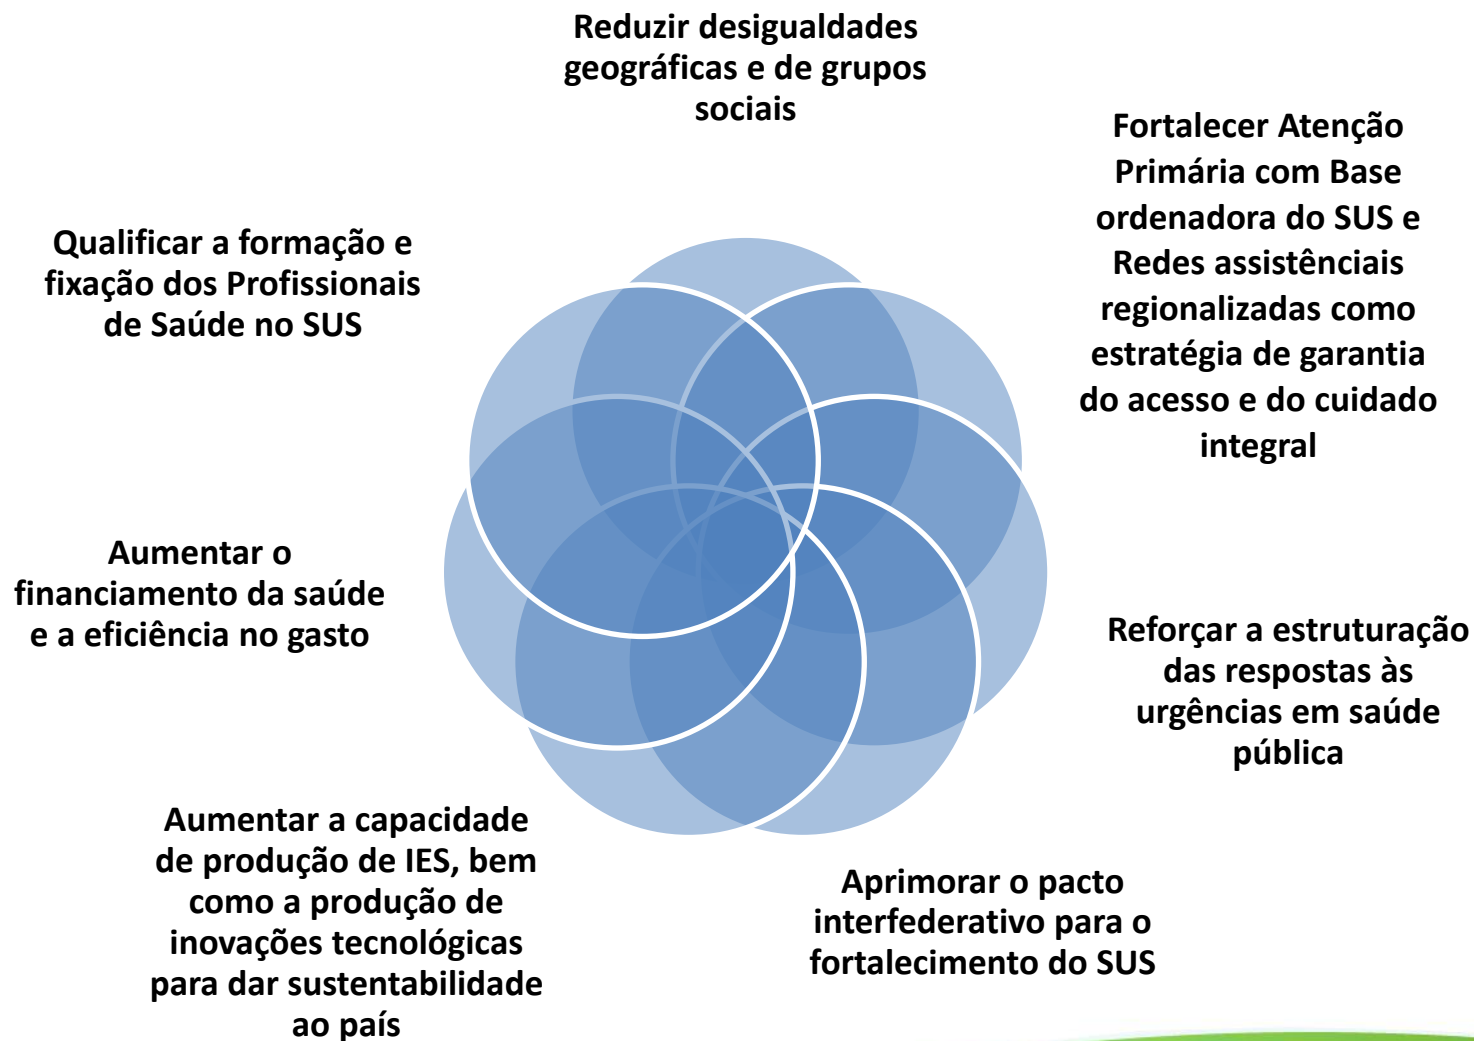 Reduzir desigualdades
geográficas e de grupos
sociais
Fortalecer Atenção
Primária com Base
ordenadora do SUS e
Redes assistênciais
regionalizadas como
estratégia de garantia
do acesso e do cuidado
integral
Reforçar a estruturação
das respostas às
urgências em saúde
pública
Aprimorar o pacto
interfederativo para o
fortalecimento do SUS
Aumentar a capacidade
de produção de IES, bem
como a produção de
inovações tecnológicas
para dar sustentabilidade
ao país
Aumentar o
financiamento da saúde
e a eficiência no gasto
Qualificar a formação e
fixação dos Profissionais
de Saúde no SUS